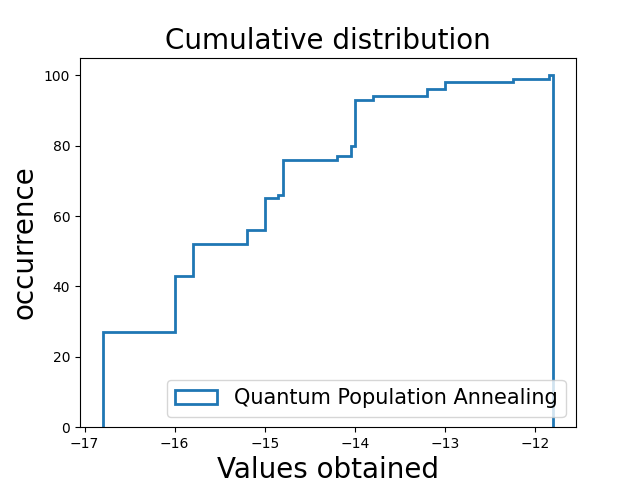 Cumulative distribution
occurrence
100
80
60
40
20
0
Quantum Population Annealing
−17 −16 −15 −14 −13 −12
Values obtained